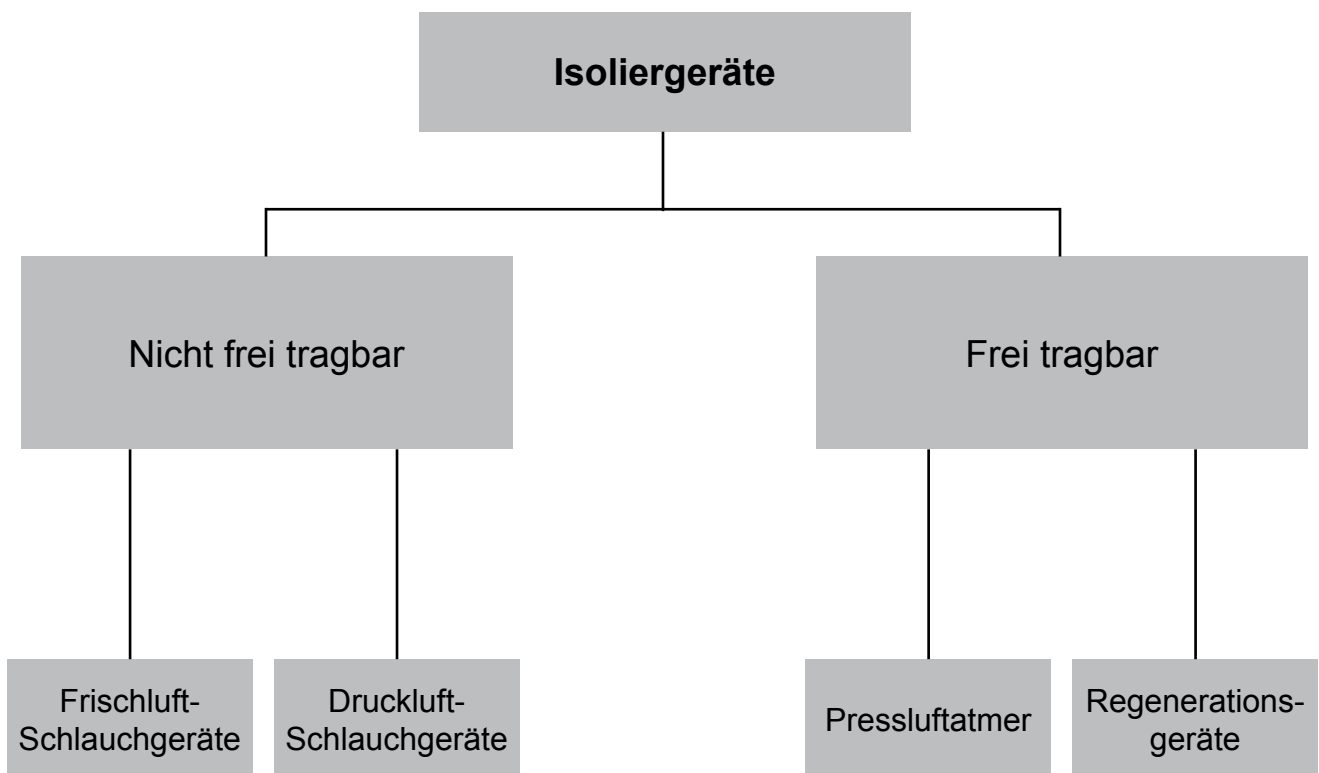 Isoliergeräte
Nicht frei tragbar
Frei tragbar
Frischluft-
Schlauchgeräte
Druckluft-
Schlauchgeräte
Pressluftatmer
Regenerations-
geräte